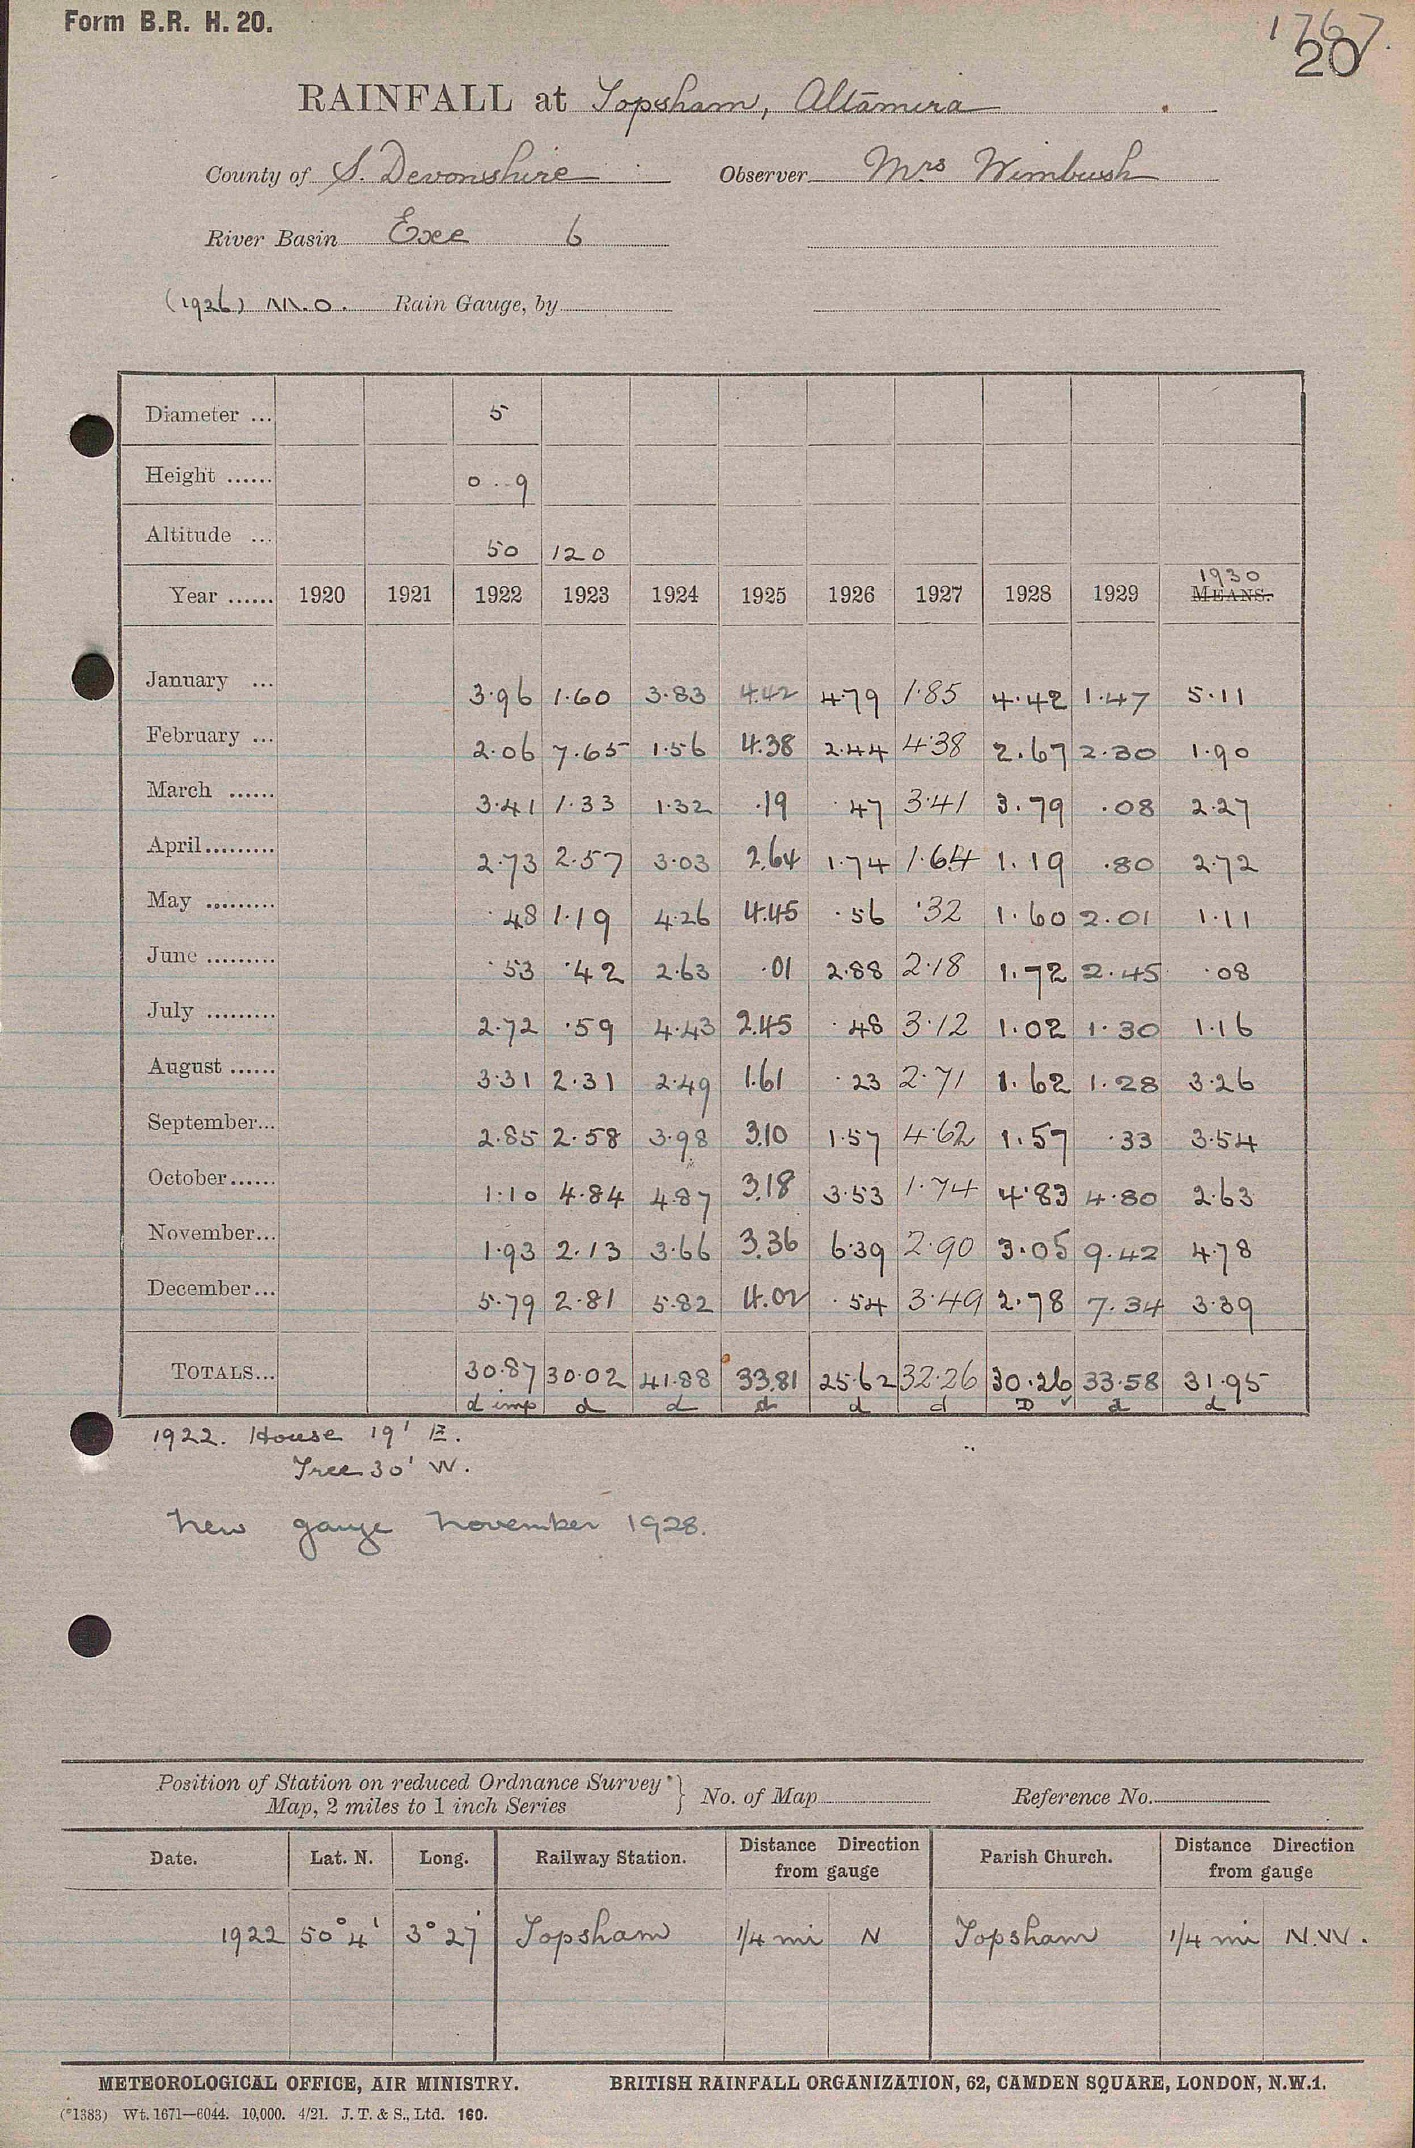 Form B.R. H. 20.
1767.
20
RAINFALL at Topsham, Altamira
County of S. Devonshire Observer Mrs Wimbush
River Basin Exe 6
(1926) M.O. Rain Gauge, by
Diameter ... 5
Height ...... 0..9
Altitude ... 50 120
Year ...... 1920 1921 1922 1923 1924 1925 1926 1927 1928 1929 1930 MEANS.
January ... 3.96 1.60 3.83 4.42 4.79 1.85 4.42 1.47 5.11
February ... 2.06 7.65 1.56 4.38 2.44 4.38 2.67 2.30 1.90
March ...... 3.41 1.33 1.32 .19 .47 3.41 3.79 .08 2.27
April ......... 2.73 2.57 3.03 2.64 1.74 1.64 1.19 .80 2.72
May ......... .48 1.19 4.26 4.45 .56 .32 1.60 2.01 1.11
June ......... .53 .42 2.63 .01 2.88 2.18 1.72 2.45 .08
July ......... 2.72 .59 4.43 2.45 .48 3.12 1.02 1.30 1.16
August ...... 3.31 2.31 2.49 1.61 .23 2.71 1.62 1.28 3.26
September... 2.85 2.58 3.98 3.10 1.57 4.62 1.57 .33 3.54
October...... 1.10 4.84 4.87 3.18 3.53 1.74 4.83 4.80 2.63
November... 1.93 2.13 3.66 3.36 6.39 2.90 3.05 9.42 4.78
December... 5.79 2.81 5.82 4.02 .54 3.49 2.78 7.34 3.39
TOTALS... 30.87 30.02 41.88 33.81 25.62 32.26 30.26 33.58 31.95
d imp d d d d d D ✓ d d
1922. House 19' E.
Tree 30' W.
New gauge November 1928.
Position of Station on reduced Ordnance Survey } No. of Map Reference No.
Map, 2 miles to 1 inch Series
Date. Lat. N. Long. Railway Station. Distance Direction from gauge Parish Church. Distance Direction from gauge
1922 50° 4' 3° 27' Topsham 1/4 mi N Topsham 1/4 mi N.W.
METEOROLOGICAL OFFICE, AIR MINISTRY. BRITISH RAINFALL ORGANIZATION, 62, CAMDEN SQUARE, LONDON, N.W.1.
(*1383) Wt. 1671—6044. 10,000. 4/21. J. T. & S., Ltd. 160.